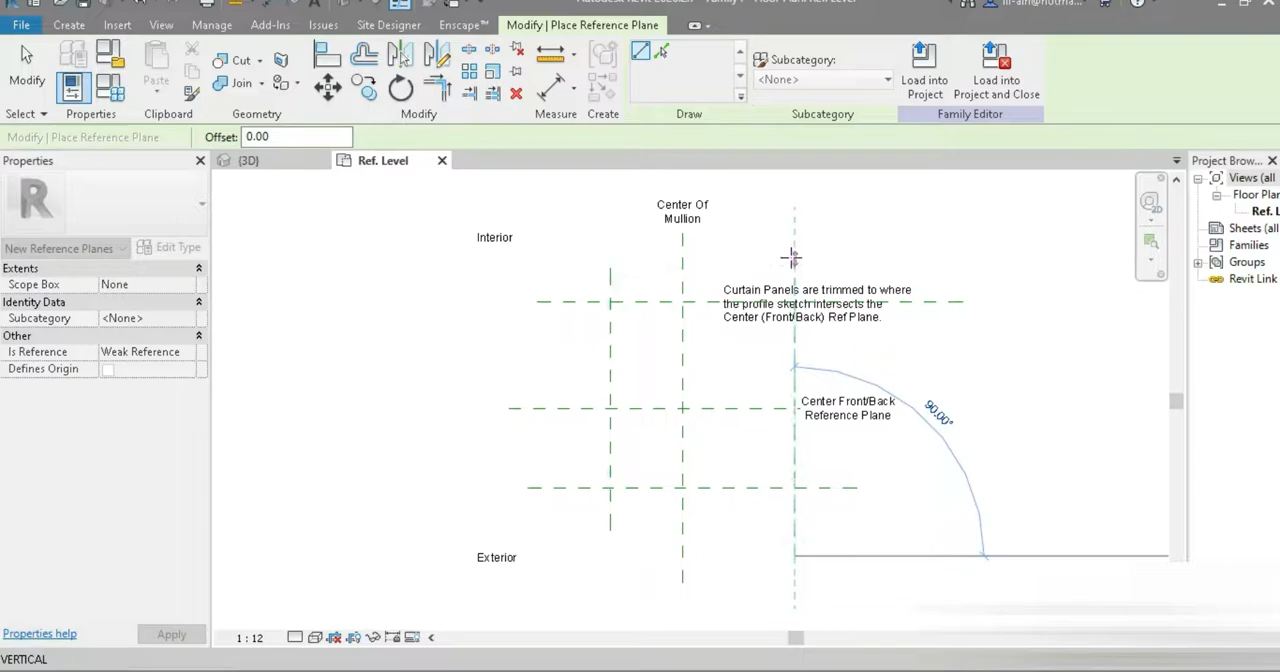 File Create Insert View Manage Add-Ins Issues Site Designer Enscape™ Modify | Place Reference Plane
Modify
Paste
Cut
Join
Subcategory:
<None>
Load into
Project
Load into
Project and Close
Select Properties Clipboard Geometry Modify Measure Create Draw Subcategory Family Editor
Modify | Place Reference Plane Offset: 0.00
Properties
{3D} Ref. Level
Project Brow...
R
New Reference Planes Edit Type
Extents
Scope Box None
Identity Data
Subcategory <None>
Other
Is Reference Weak Reference
Defines Origin
Properties help Apply
Center Of
Mullion
Interior
Curtain Panels are trimmed to where
the profile sketch intersects the
Center (Front/Back) Ref Plane.
Center Front/Back
Reference Plane
90.00°
Exterior
2D
Views (all
Floor Plan
Ref. L
Sheets (all
Families
Groups
Revit Link
1 : 12
VERTICAL